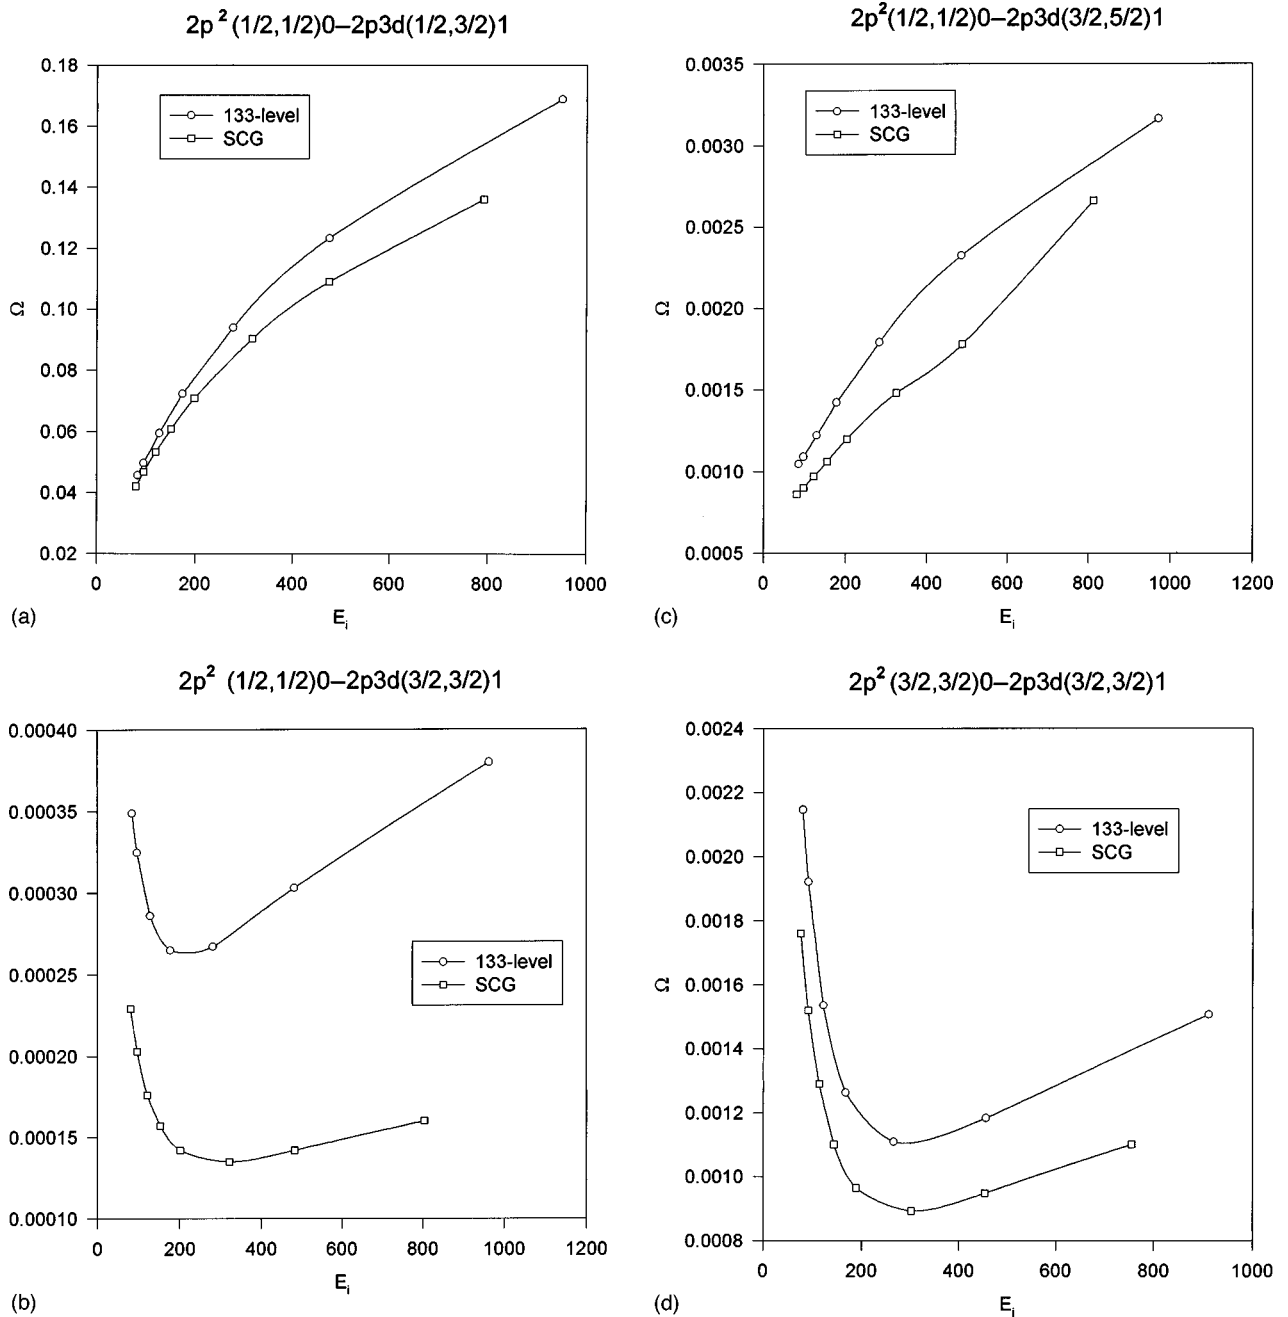 2p² (1/2,1/2)0–2p3d(1/2,3/2)1
0.18
0.16
0.14
0.12
0.10
0.08
0.06
0.04
0.02
Ω
133-level
SCG
0 200 400 600 800 1000
E_i
(a)
2p²(1/2,1/2)0–2p3d(3/2,5/2)1
0.0035
0.0030
0.0025
0.0020
0.0015
0.0010
0.0005
Ω
133-level
SCG
0 200 400 600 800 1000 1200
E_i
(c)
2p² (1/2,1/2)0–2p3d(3/2,3/2)1
0.00040
0.00035
0.00030
0.00025
0.00020
0.00015
0.00010
133-level
SCG
0 200 400 600 800 1000 1200
E_i
(b)
2p² (3/2,3/2)0–2p3d(3/2,3/2)1
0.0024
0.0022
0.0020
0.0018
0.0016
0.0014
0.0012
0.0010
0.0008
Ω
133-level
SCG
0 200 400 600 800 1000
E_i
(d)